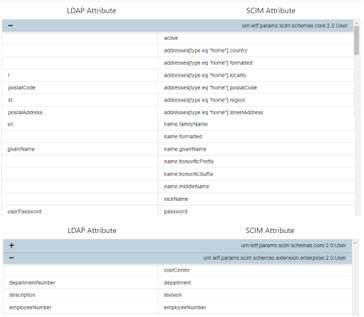 LDAP Attribute SCIM Attribute
− urn:ietf:params:scim:schemas:core:2.0:User
active
addresses[type eq "home"].country
addresses[type eq "home"].formatted
l addresses[type eq "home"].locality
postalCode addresses[type eq "home"].postalCode
st addresses[type eq "home"].region
postalAddress addresses[type eq "home"].streetAddress
sn name.familyName
name.formatted
givenName name.givenName
name.honorificPrefix
name.honorificSuffix
name.middleName
nickName
userPassword password
LDAP Attribute SCIM Attribute
+ urn:ietf:params:scim:schemas:core:2.0:User
− urn:ietf:params:scim:schemas:extension:enterprise:2.0:User
costCenter
departmentNumber department
description division
employeeNumber employeeNumber